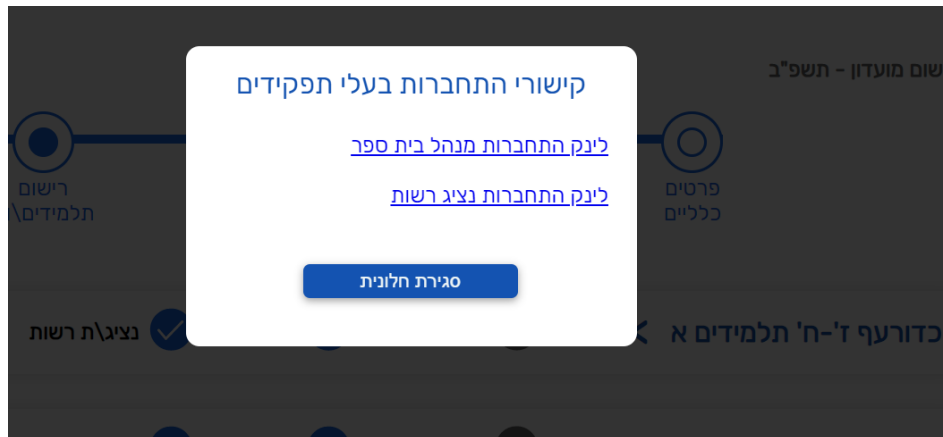 שום מועדון - תשפ"ב
קישורי התחברות בעלי תפקידים
לינק התחברות מנהל בית ספר
לינק התחברות נציג רשות
סגירת חלונית
פרטים
כלליים
רישום
תלמידים\
כדורעף ז'-ח' תלמידים א
נציג\ת רשות